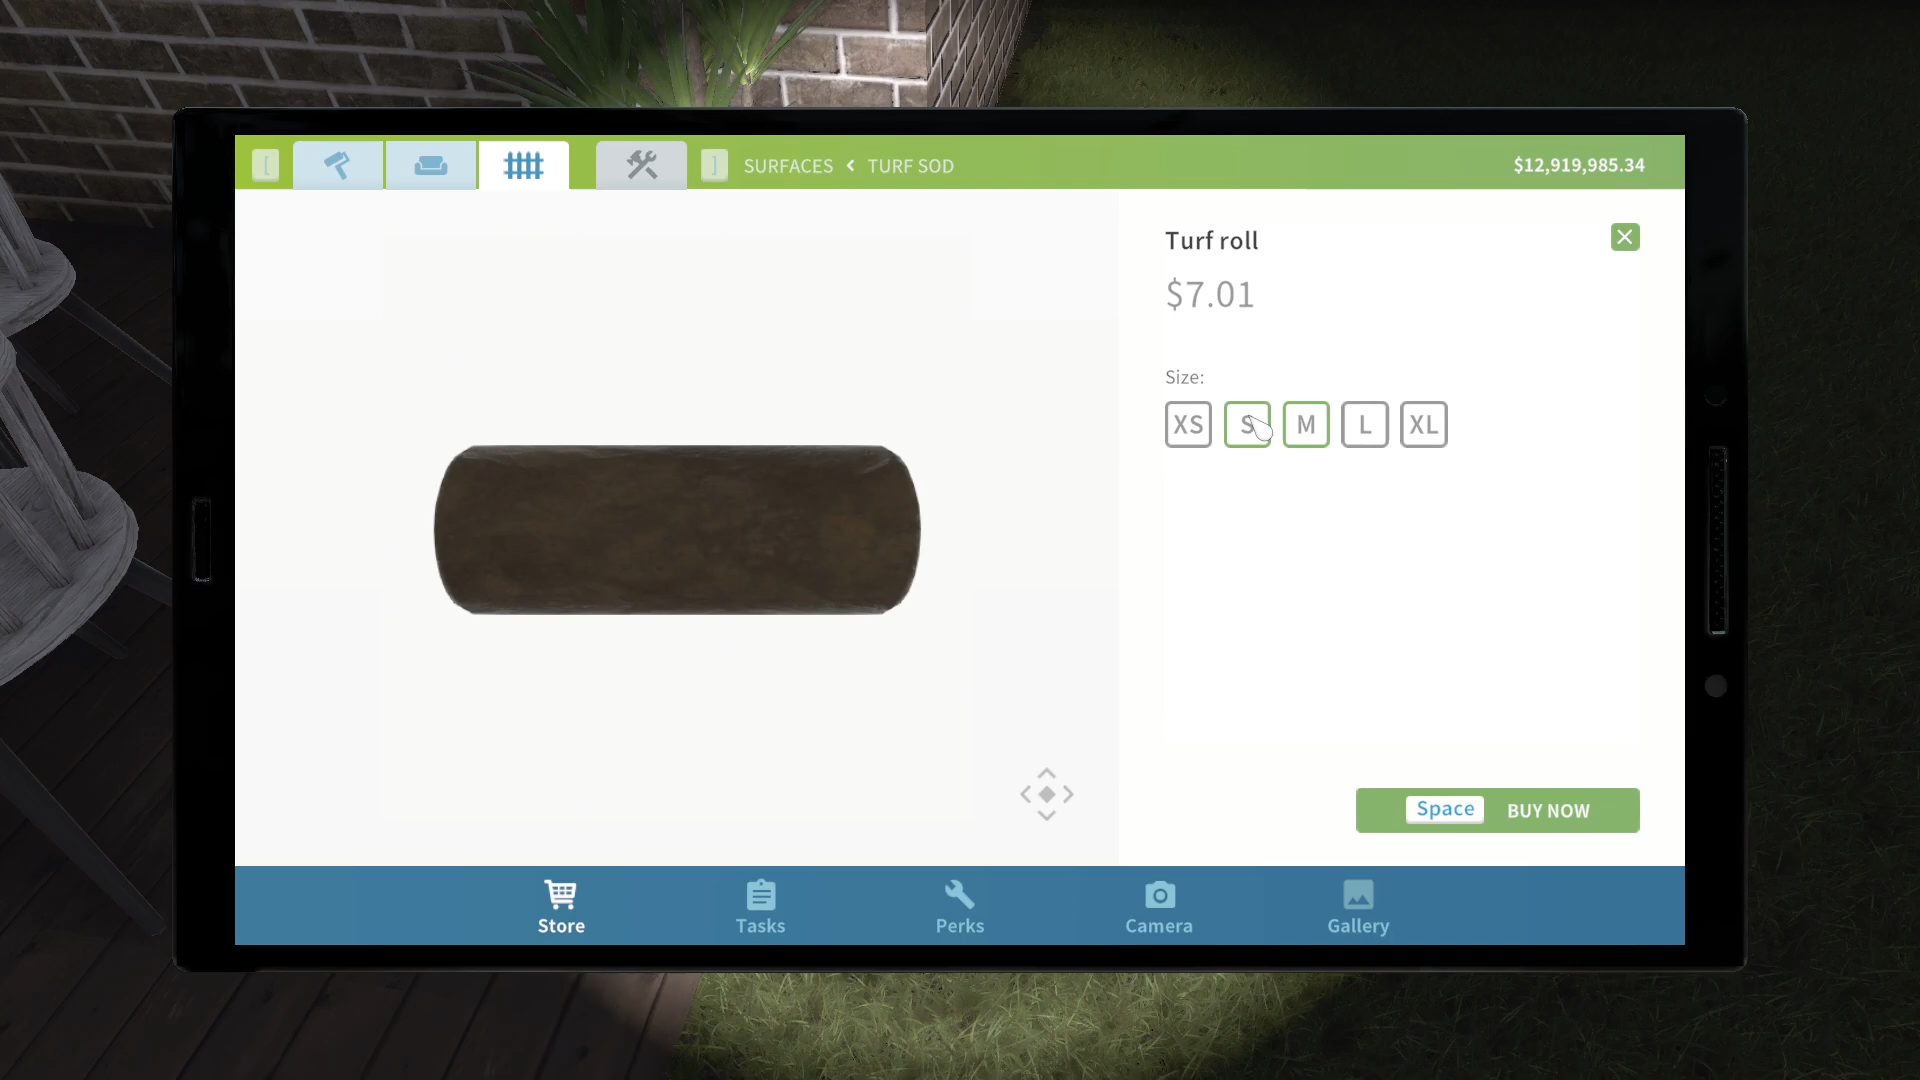 [
]
SURFACES < TURF SOD
$12,919,985.34
Turf roll
$7.01
Size:
XS S M L XL
Space BUY NOW
Store Tasks Perks Camera Gallery